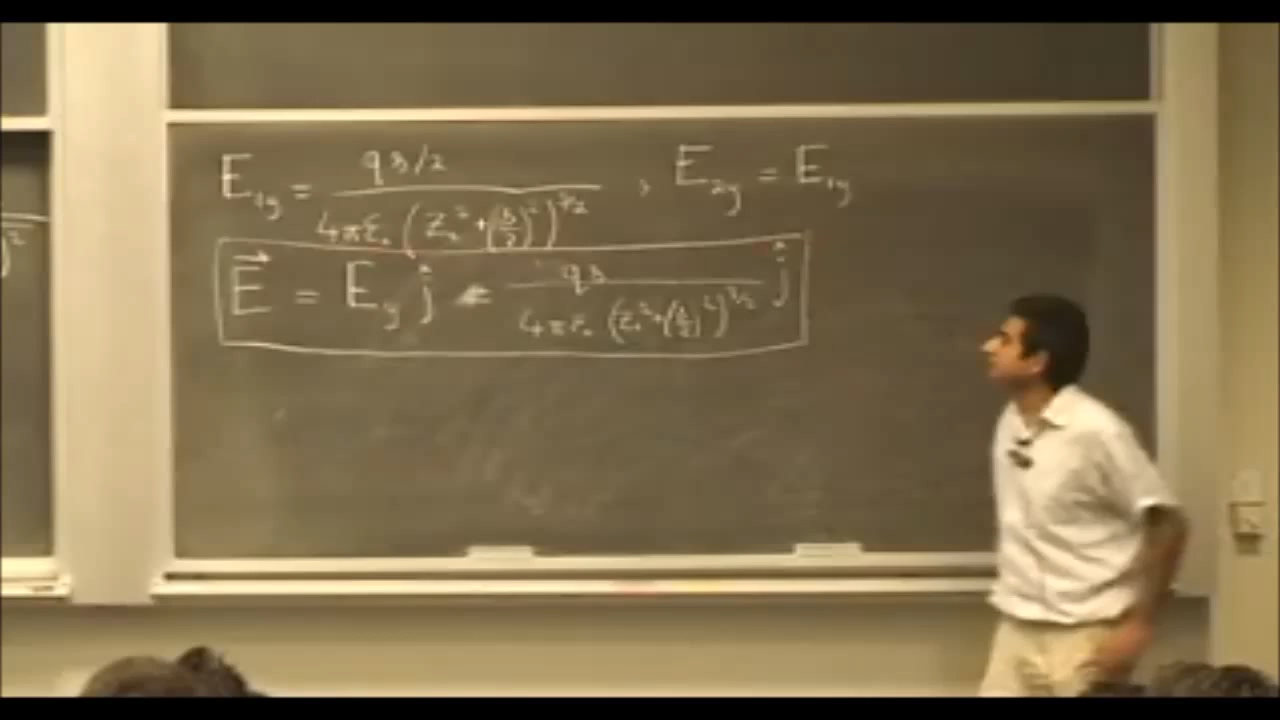 E₁y = qs/2 / 4πε₀ (Z₀² + (s/2)²)^3/2 , E₂y = E₁y
E⃗ = Ey ĵ = qs / 4πε₀ (Z₀² + (s/2)²)^3/2 ĵ
)²